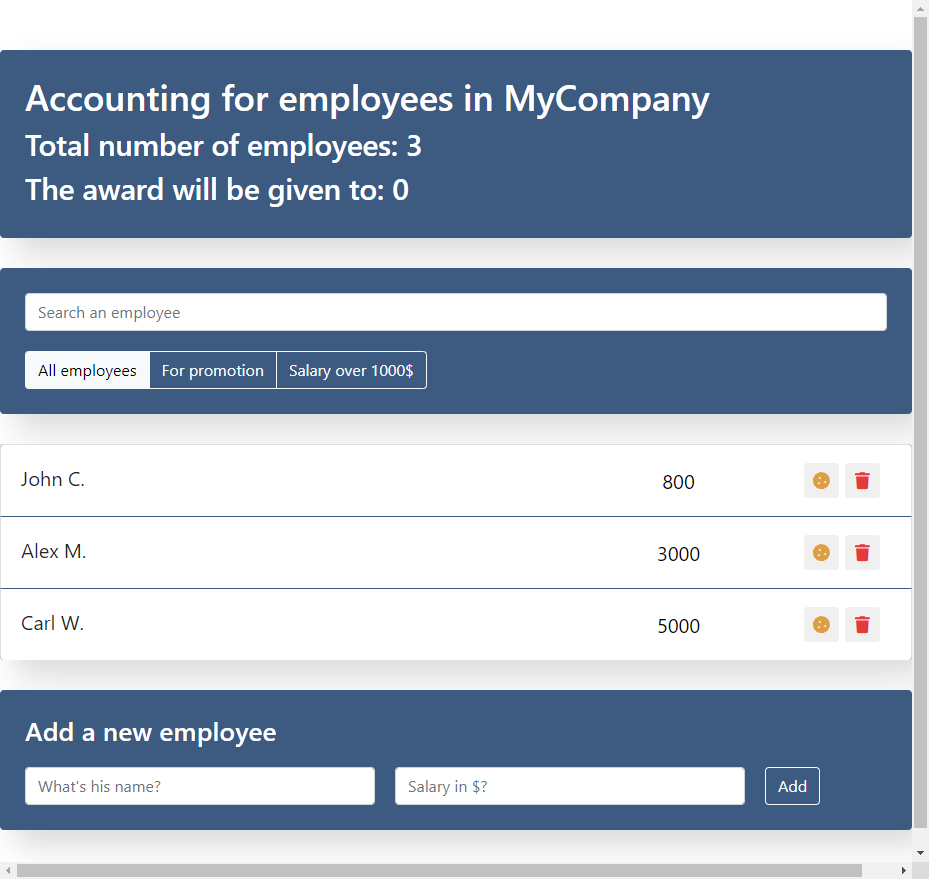 Accounting for employees in MyCompany
Total number of employees: 3
The award will be given to: 0
Search an employee
All employees For promotion Salary over 1000$
John C. 800
Alex M. 3000
Carl W. 5000
Add a new employee
What's his name? Salary in $? Add